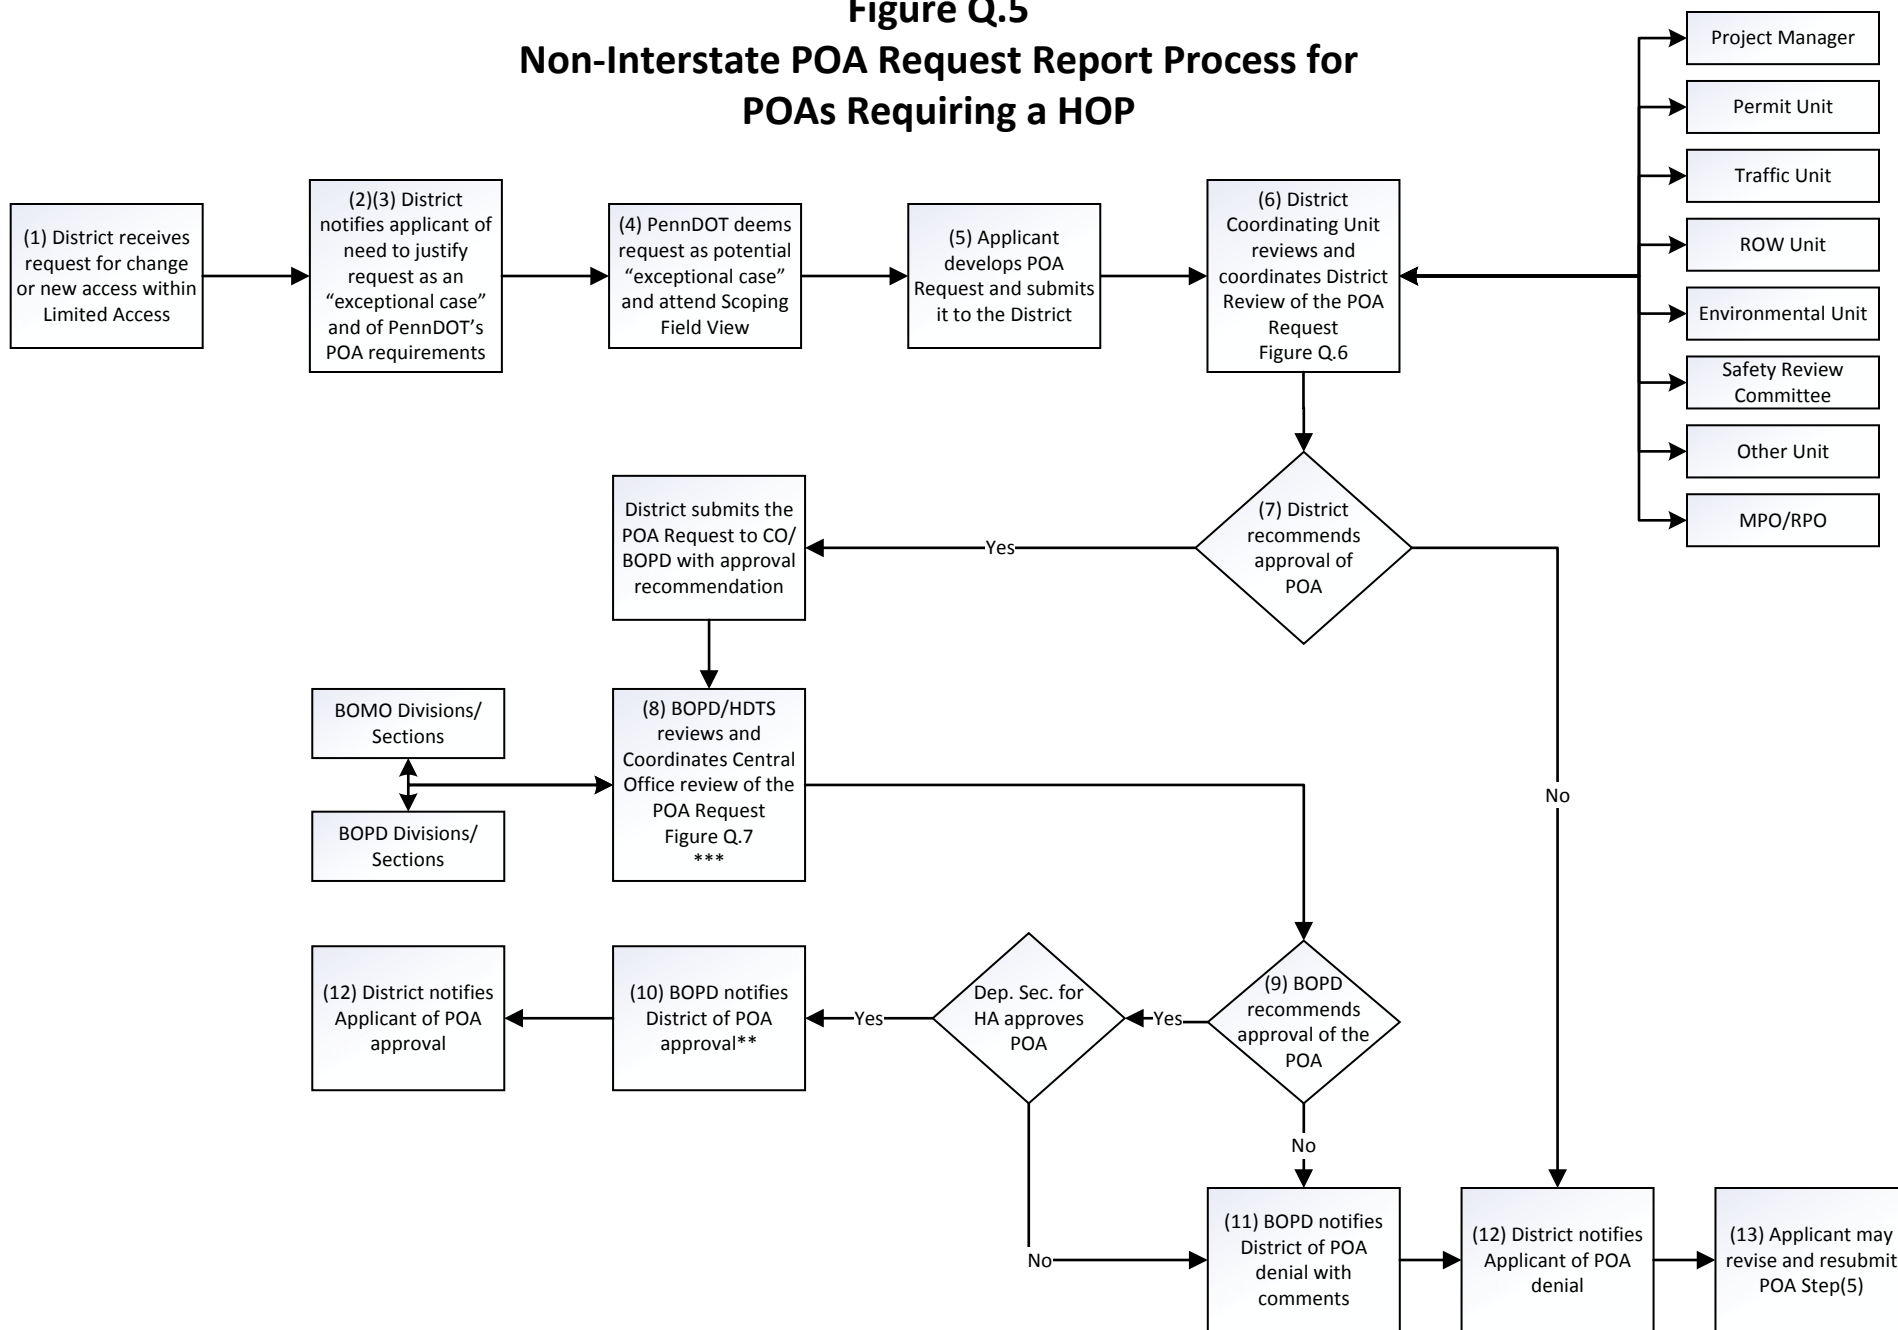 Figure Q.5
Non-Interstate POA Request Report Process for
POAs Requiring a HOP
(1) District receives
request for change
or new access within
Limited Access
(2)(3) District
notifies applicant of
need to justify
request as an
“exceptional case”
and of PennDOT’s
POA requirements
(4) PennDOT deems
request as potential
“exceptional case”
and attend Scoping
Field View
(5) Applicant
develops POA
Request and submits
it to the District
(6) District
Coordinating Unit
reviews and
coordinates District
Review of the POA
Request
Figure Q.6
Project Manager
Permit Unit
Traffic Unit
ROW Unit
Environmental Unit
Safety Review
Committee
Other Unit
MPO/RPO
(7) District
recommends
approval of
POA
Yes
No
District submits the
POA Request to CO/
BOPD with approval
recommendation
BOMO Divisions/
Sections
BOPD Divisions/
Sections
(8) BOPD/HDTS
reviews and
Coordinates Central
Office review of the
POA Request
Figure Q.7
***
(9) BOPD
recommends
approval of the
POA
Yes
No
Dep. Sec. for
HA approves
POA
Yes
No
(10) BOPD notifies
District of POA
approval**
(12) District notifies
Applicant of POA
approval
(11) BOPD notifies
District of POA
denial with
comments
(12) District notifies
Applicant of POA
denial
(13) Applicant may
revise and resubmit
POA Step(5)